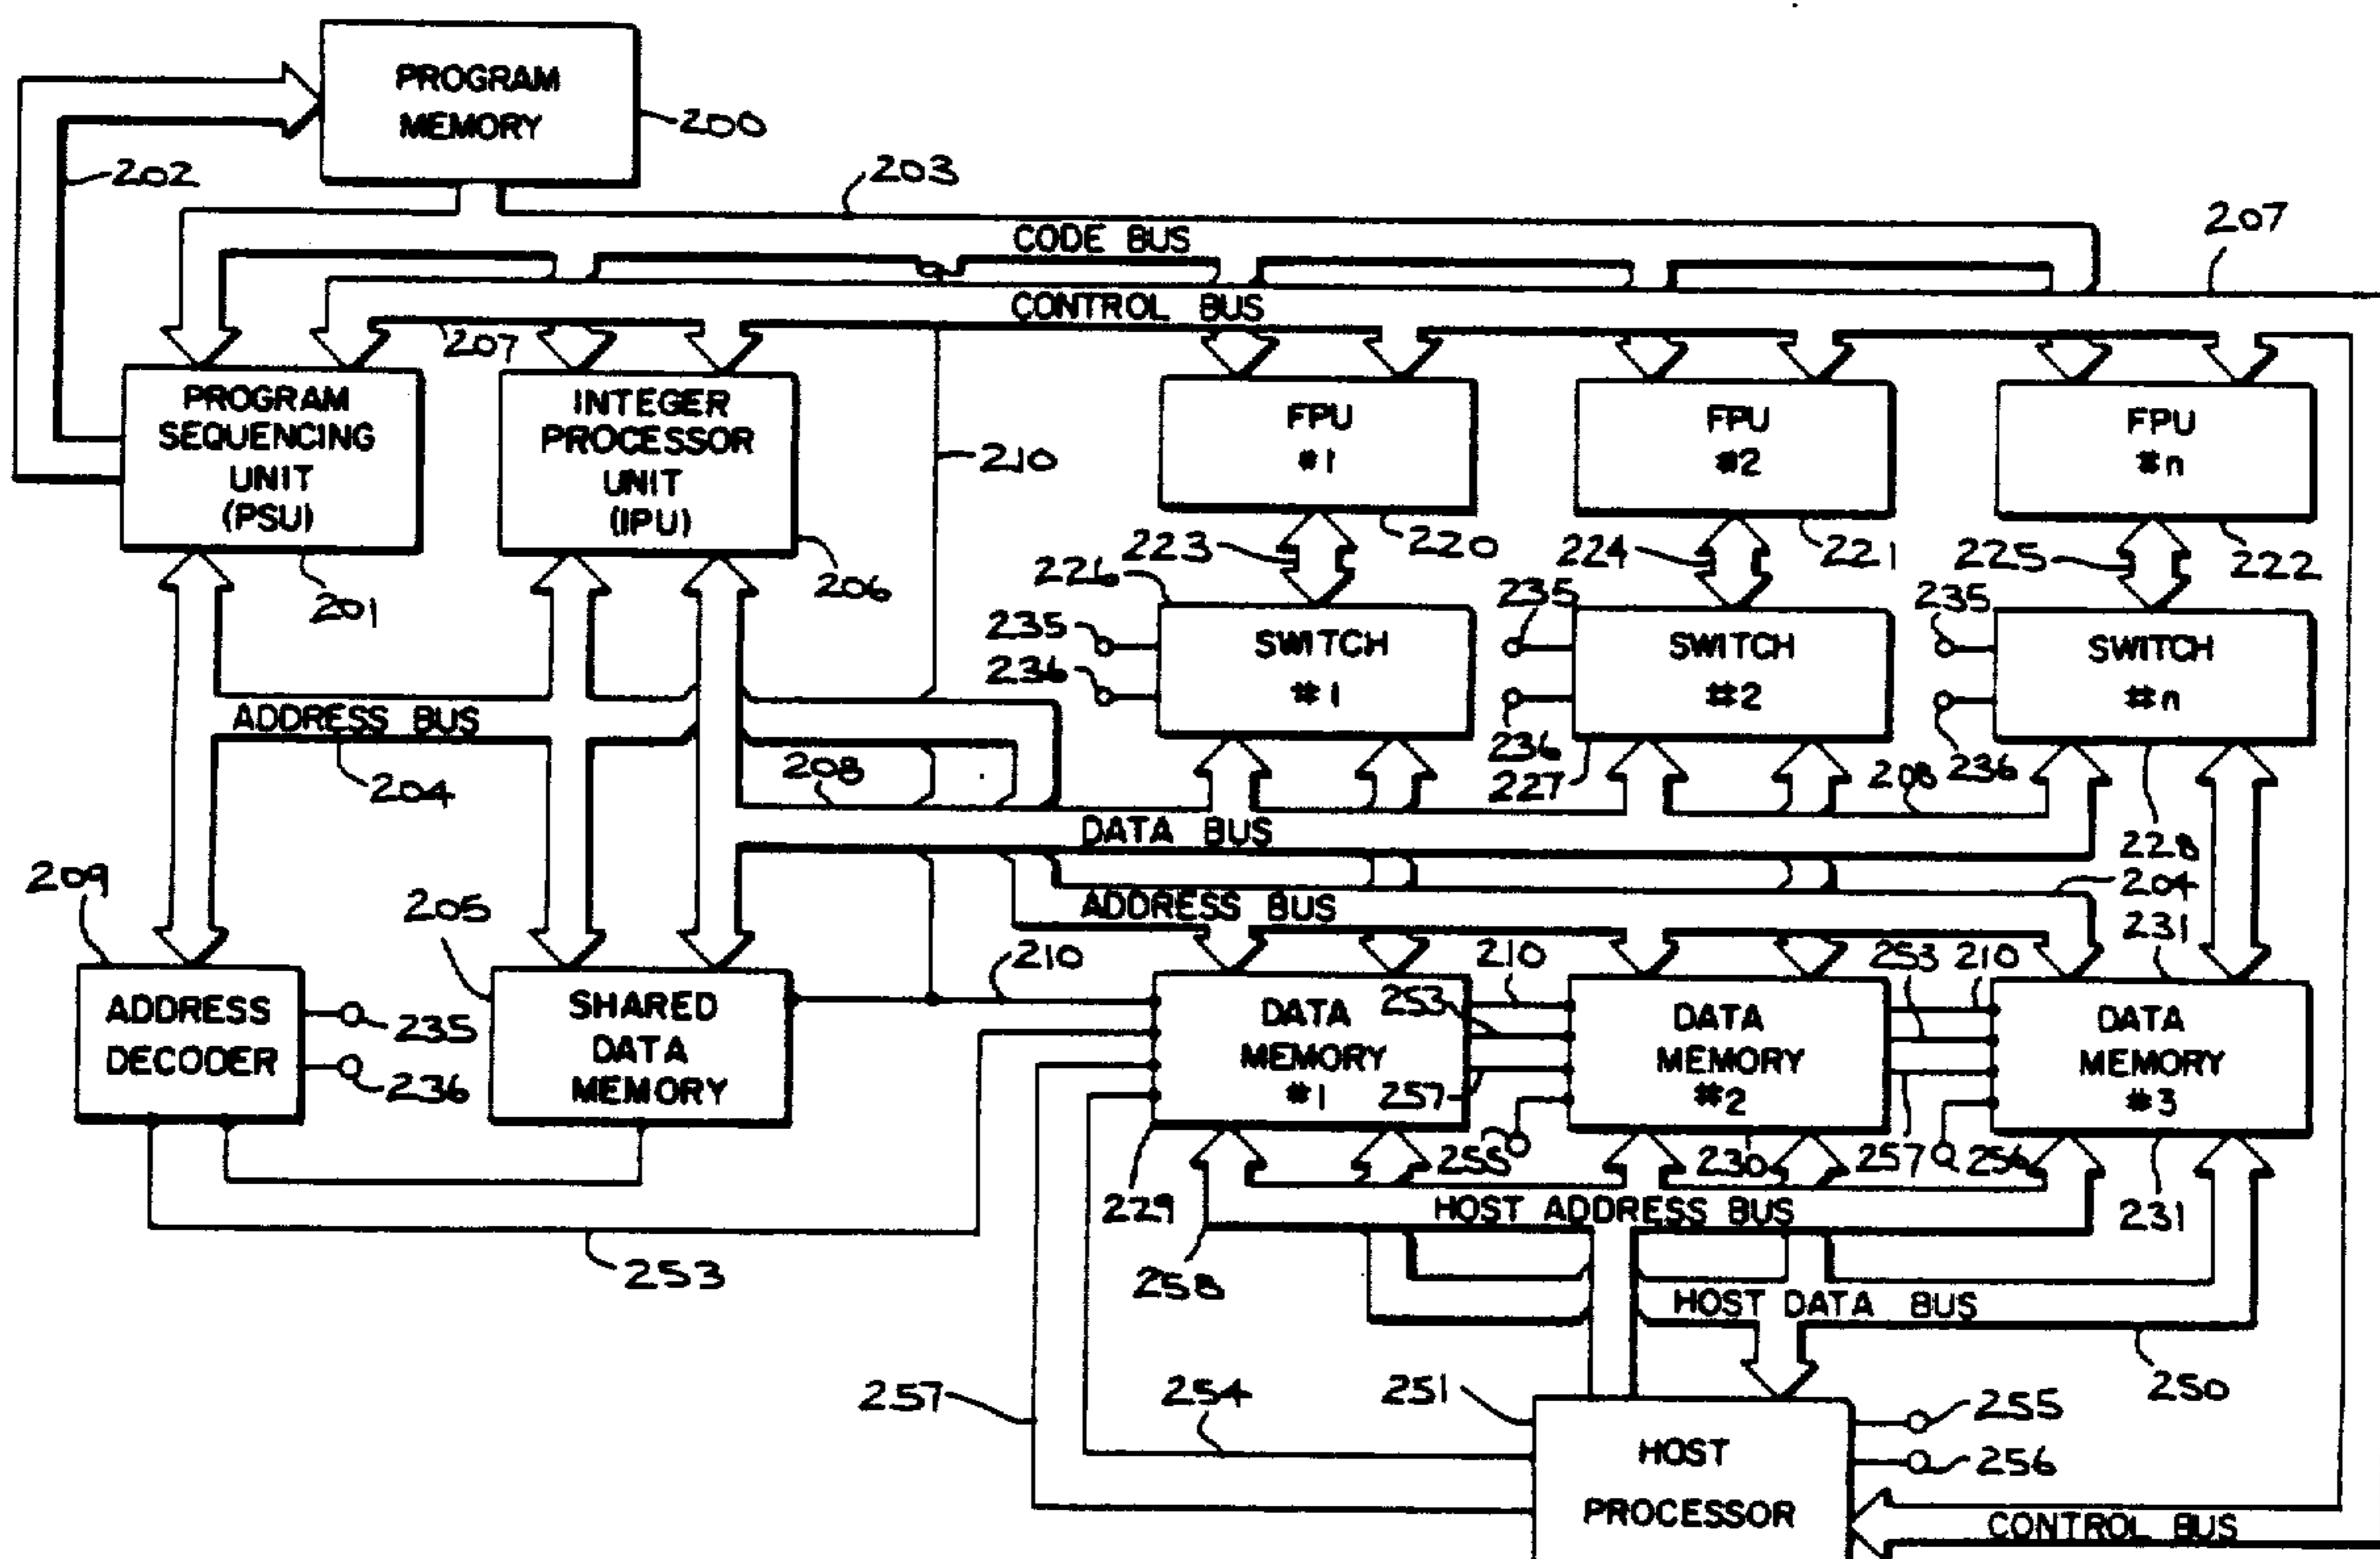 PROGRAM
MEMORY
200
202
203
207
CODE BUS
CONTROL BUS
207
PROGRAM
SEQUENCING
UNIT
(PSU)
INTEGER
PROCESSOR
UNIT
(IPU)
210
FPU
#1
FPU
#2
FPU
#n
201
206
223
220
224
221
225
222
226
235
236
SWITCH
#1
235
236
227
SWITCH
#2
235
236
SWITCH
#n
228
ADDRESS BUS
204
208
208
DATA BUS
204
ADDRESS BUS
209
205
210
210
253
210
231
ADDRESS
DECODER
235
236
SHARED
DATA
MEMORY
DATA
MEMORY
#1
253
257
DATA
MEMORY
#2
DATA
MEMORY
#3
229
255
230
257
256
231
HOST ADDRESS BUS
253
258
HOST DATA BUS
250
257
254
251
HOST
PROCESSOR
255
256
CONTROL BUS